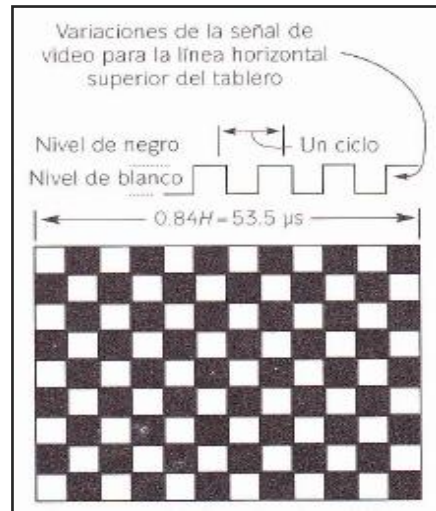 Variaciones de la señal de
video para la línea horizontal
superior del tablero
Nivel de negro
Un ciclo
Nivel de blanco
0.84H = 53.5 µs